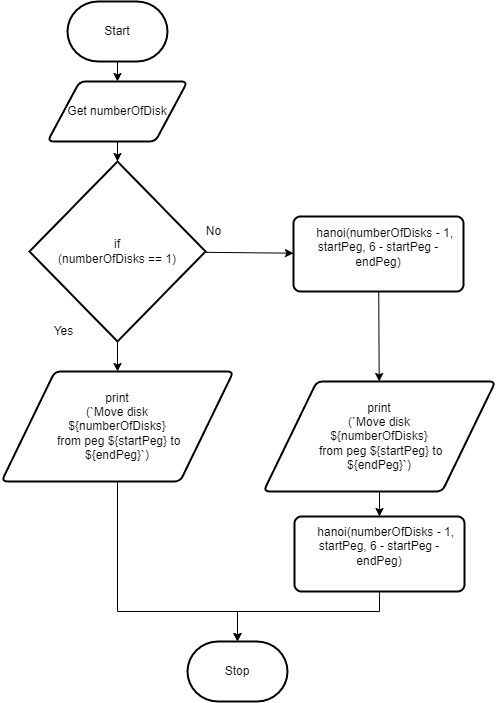 Start
Get numberOfDisk
if
(numberOfDisks == 1)
No
Yes
hanoi(numberOfDisks - 1,
startPeg, 6 - startPeg -
endPeg)
print
(`Move disk
${numberOfDisks}
from peg ${startPeg} to
${endPeg}`)
print
(`Move disk
${numberOfDisks}
from peg ${startPeg} to
${endPeg}`)
hanoi(numberOfDisks - 1,
startPeg, 6 - startPeg -
endPeg)
Stop